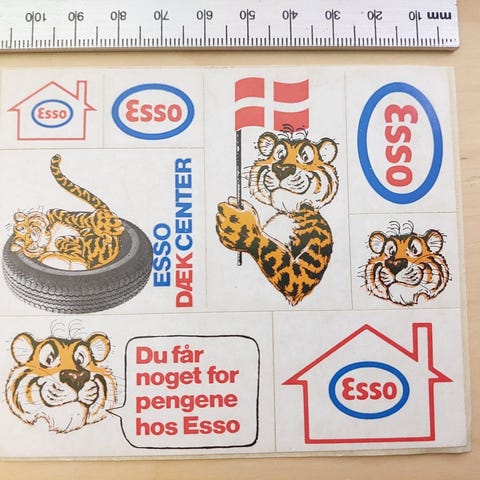 mm 10 20 30 40 50 60 70 80 90 100
Esso
Esso
Esso
ESSO
DÆKCENTER
Du får
noget for
pengene
hos Esso
Esso